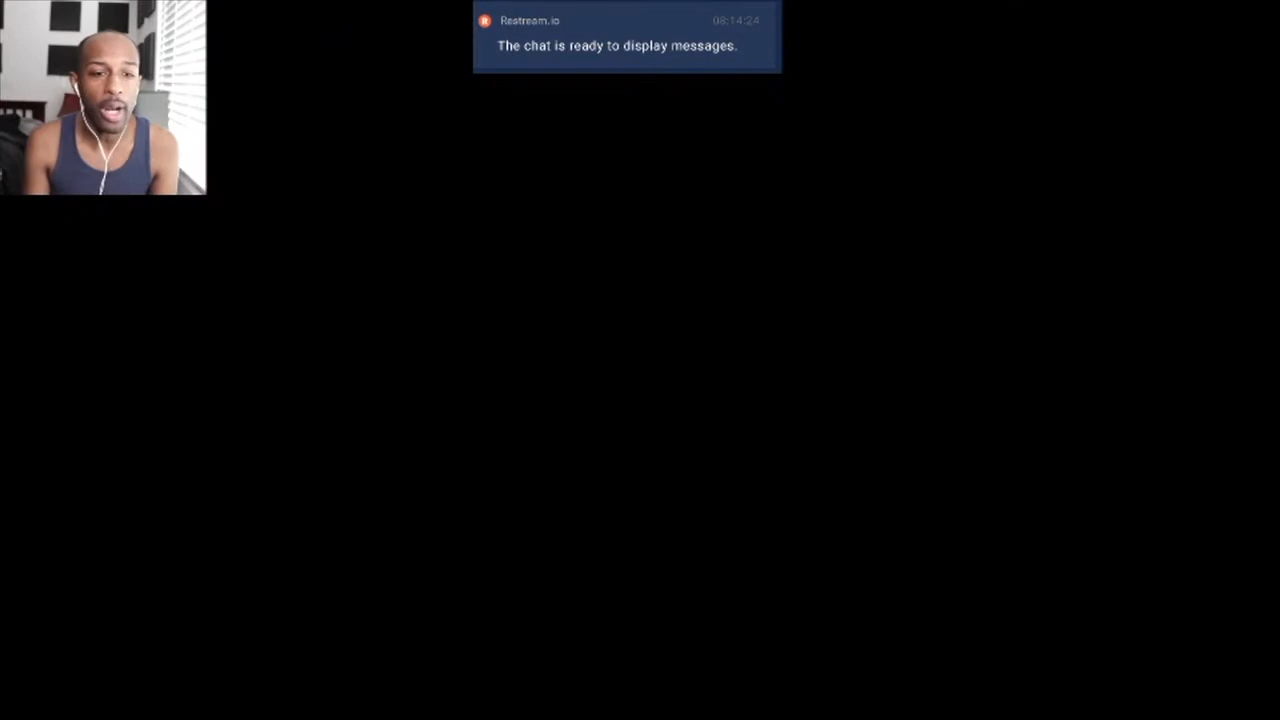 Restream.io 08:14:24
The chat is ready to display messages.